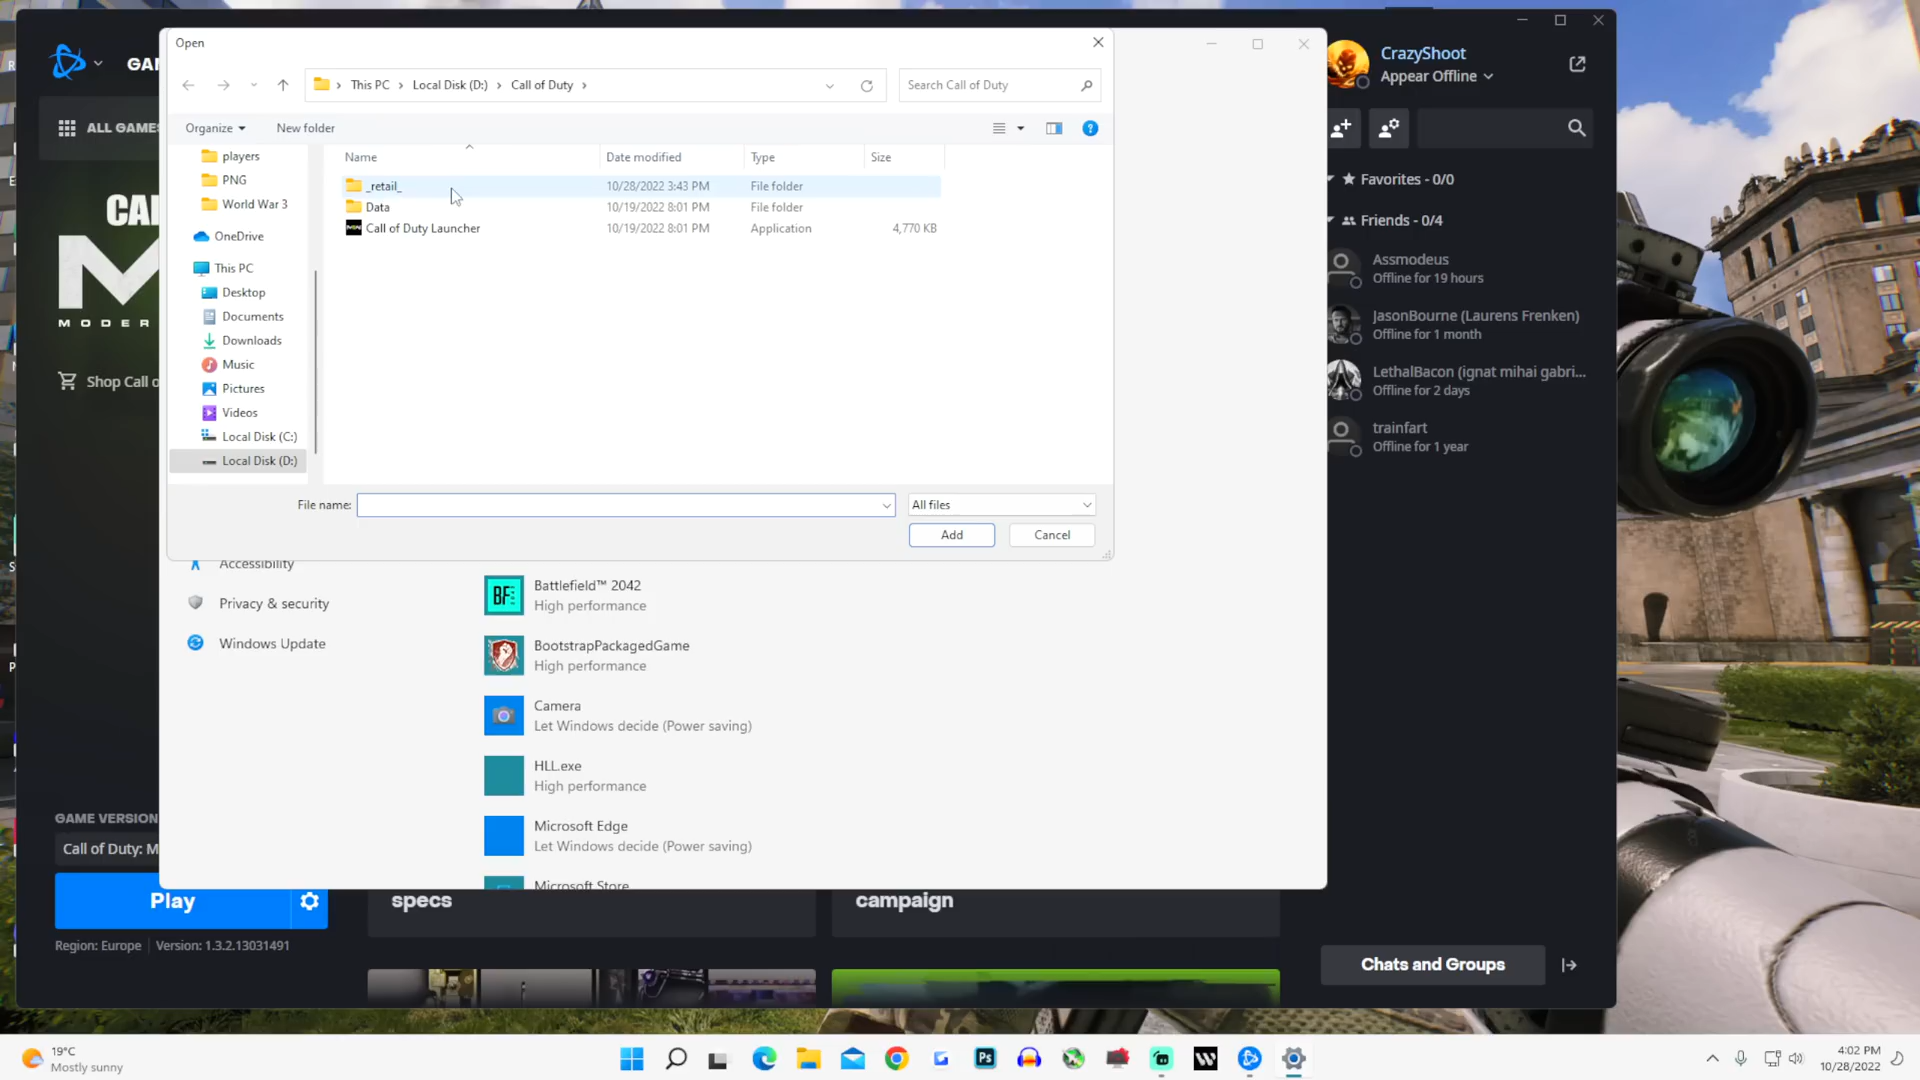 Open
This PC
Local Disk (D:)
Call of Duty
Search Call of Duty
Organize
New folder
Name
Date modified
Type
Size
_retail_
10/28/2022 3:43 PM
File folder
Data
10/19/2022 8:01 PM
File folder
Call of Duty Launcher
10/19/2022 8:01 PM
Application
4,770 KB
players
PNG
World War 3
OneDrive
This PC
Desktop
Documents
Downloads
Music
Pictures
Videos
Local Disk (C:)
Local Disk (D:)
File name:
All files
Add
Cancel
Accessibility
Privacy & security
Windows Update
BF
Battlefield™ 2042
High performance
BootstrapPackagedGame
High performance
Camera
Let Windows decide (Power saving)
HLL.exe
High performance
Microsoft Edge
Let Windows decide (Power saving)
Microsoft Store
ALL GAMES
CAL
M
MODER
Shop Call o
GAME VERSION
Call of Duty: M
Play
Region: Europe
Version: 1.3.2.13031491
specs
campaign
CrazyShoot
Appear Offline
Favorites - 0/0
Friends - 0/4
Assmodeus
Offline for 19 hours
JasonBourne (Laurens Frenken)
Offline for 1 month
LethalBacon (ignat mihai gabri...
Offline for 2 days
trainfart
Offline for 1 year
Chats and Groups
19°C
Mostly sunny
Ps
4:02 PM
10/28/2022